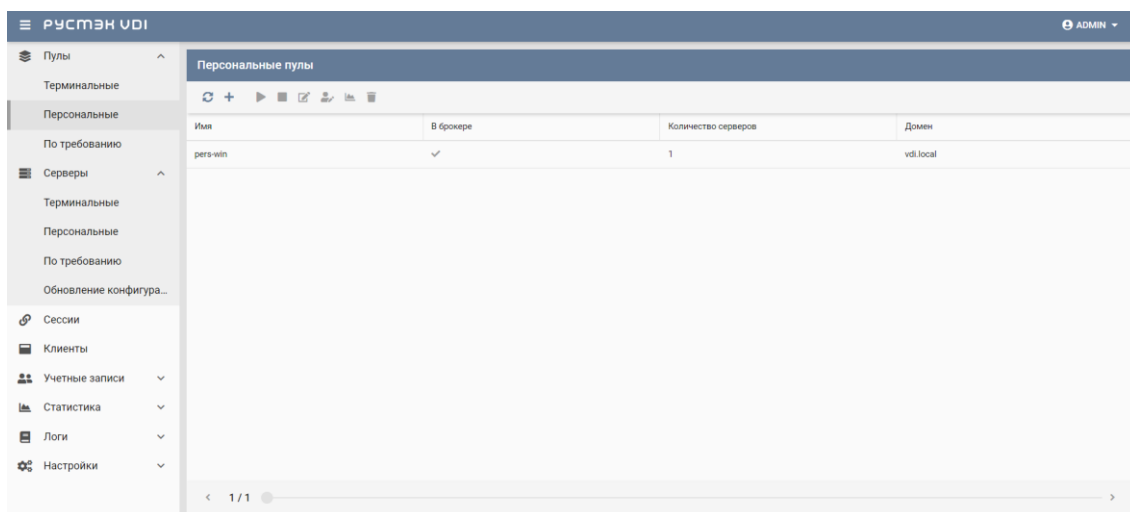 РУСТЭК VDI
ADMIN
Пулы
Терминальные
Персональные
По требованию
Серверы
Терминальные
Персональные
По требованию
Обновление конфигура...
Сессии
Клиенты
Учетные записи
Статистика
Логи
Настройки
Персональные пулы
Имя В брокере Количество серверов Домен
pers-win 1 vdi.local
1 / 1